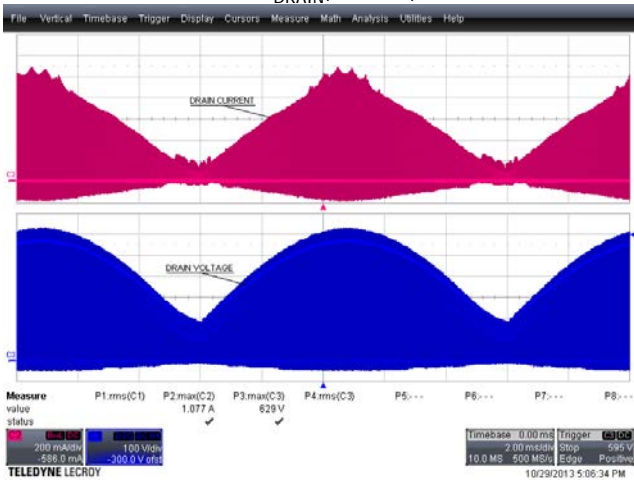 File Vertical Timebase Trigger Display Cursors Measure Math Analysis Utilities Help
DRAIN CURRENT
DRAIN VOLTAGE
Measure P1:rms(C1) P2:max(C2) P3:max(C3) P4:rms(C3) P5:- - - P6:- - - P7:- - - P8:- - -
value 1.077 A 629 V
status
C2 200 mA/div -586.0 mA
100 V/div -300.0 V ofst
Timebase 0.00 ms Trigger C3 DC
2.00 ms/div Stop 595 V
10.0 MS 500 MS/s Edge Positive
TELEDYNE LECROY 10/29/2013 5:06:34 PM